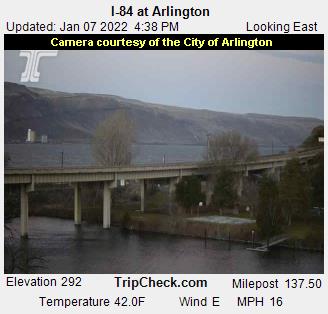 I-84 at Arlington
Updated: Jan 07 2022 4:38 PM Looking East
Camera courtesy of the City of Arlington
Elevation 292 TripCheck.com Milepost 137.50
Temperature 42.0F Wind E MPH 16